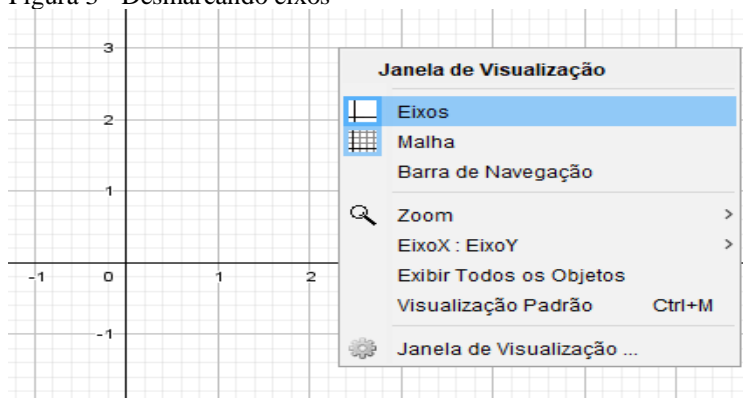 Figura 3 - Desmarcando eixos
3
Janela de Visualização
Eixos
2
Malha
Barra de Navegação
1
Zoom >
EixoX : EixoY >
-1 0 1 2
Exibir Todos os Objetos
Visualização Padrão Ctrl+M
-1
Janela de Visualização ...